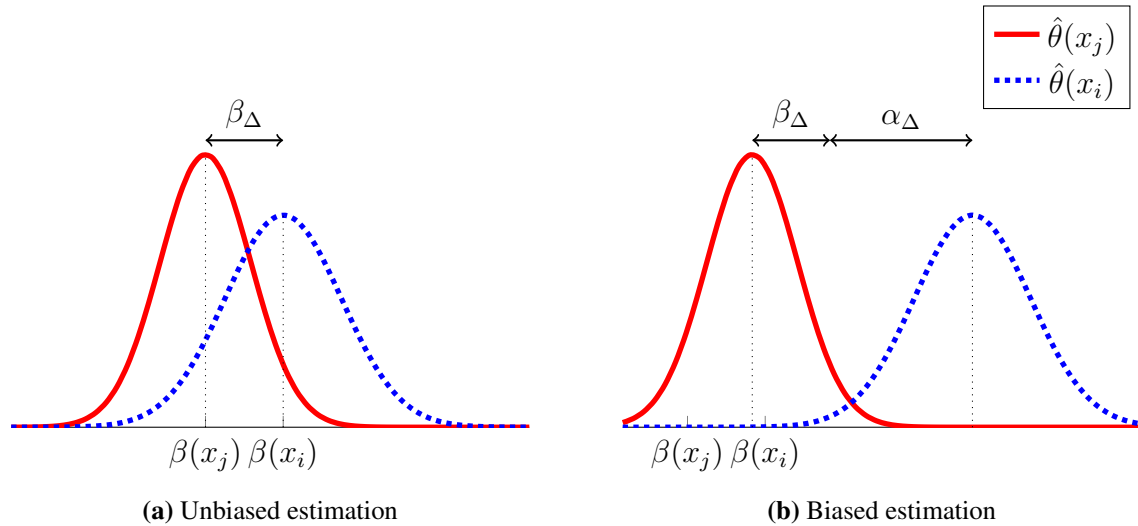 θ̂(x_j)
θ̂(x_i)
β_Δ
β_Δ α_Δ
β(x_j) β(x_i)
β(x_j) β(x_i)
(a) Unbiased estimation
(b) Biased estimation